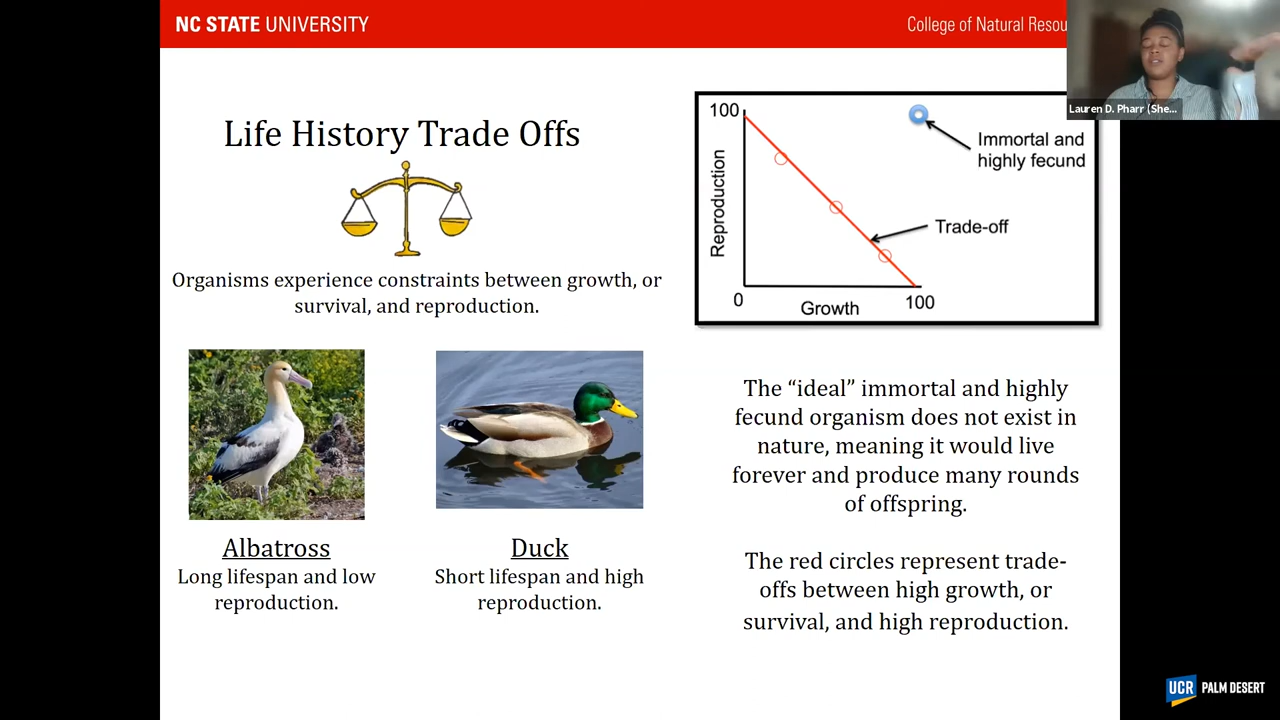 NC STATE UNIVERSITY
College of Natural Resou
Lauren D. Pharr (She...
Life History Trade Offs
Organisms experience constraints between growth, or
survival, and reproduction.
100
Reproduction
0
Growth
100
Immortal and
highly fecund
Trade-off
Albatross
Long lifespan and low
reproduction.
Duck
Short lifespan and high
reproduction.
The “ideal” immortal and highly
fecund organism does not exist in
nature, meaning it would live
forever and produce many rounds
of offspring.
The red circles represent trade-
offs between high growth, or
survival, and high reproduction.
UCR PALM DESERT